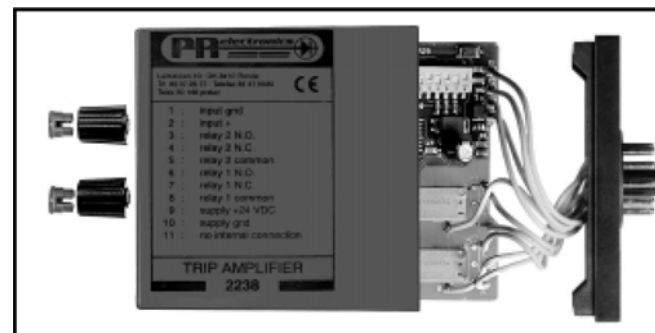 PR electronics
1 : input gnd
2 : input +
3 : relay 2 N.O.
4 : relay 2 N.C.
5 : relay 2 common
6 : relay 1 N.O.
7 : relay 1 N.C.
8 : relay 1 common
9 : supply +24 VDC
10 : supply gnd
11 : no internal connection
TRIP AMPLIFIER
2238